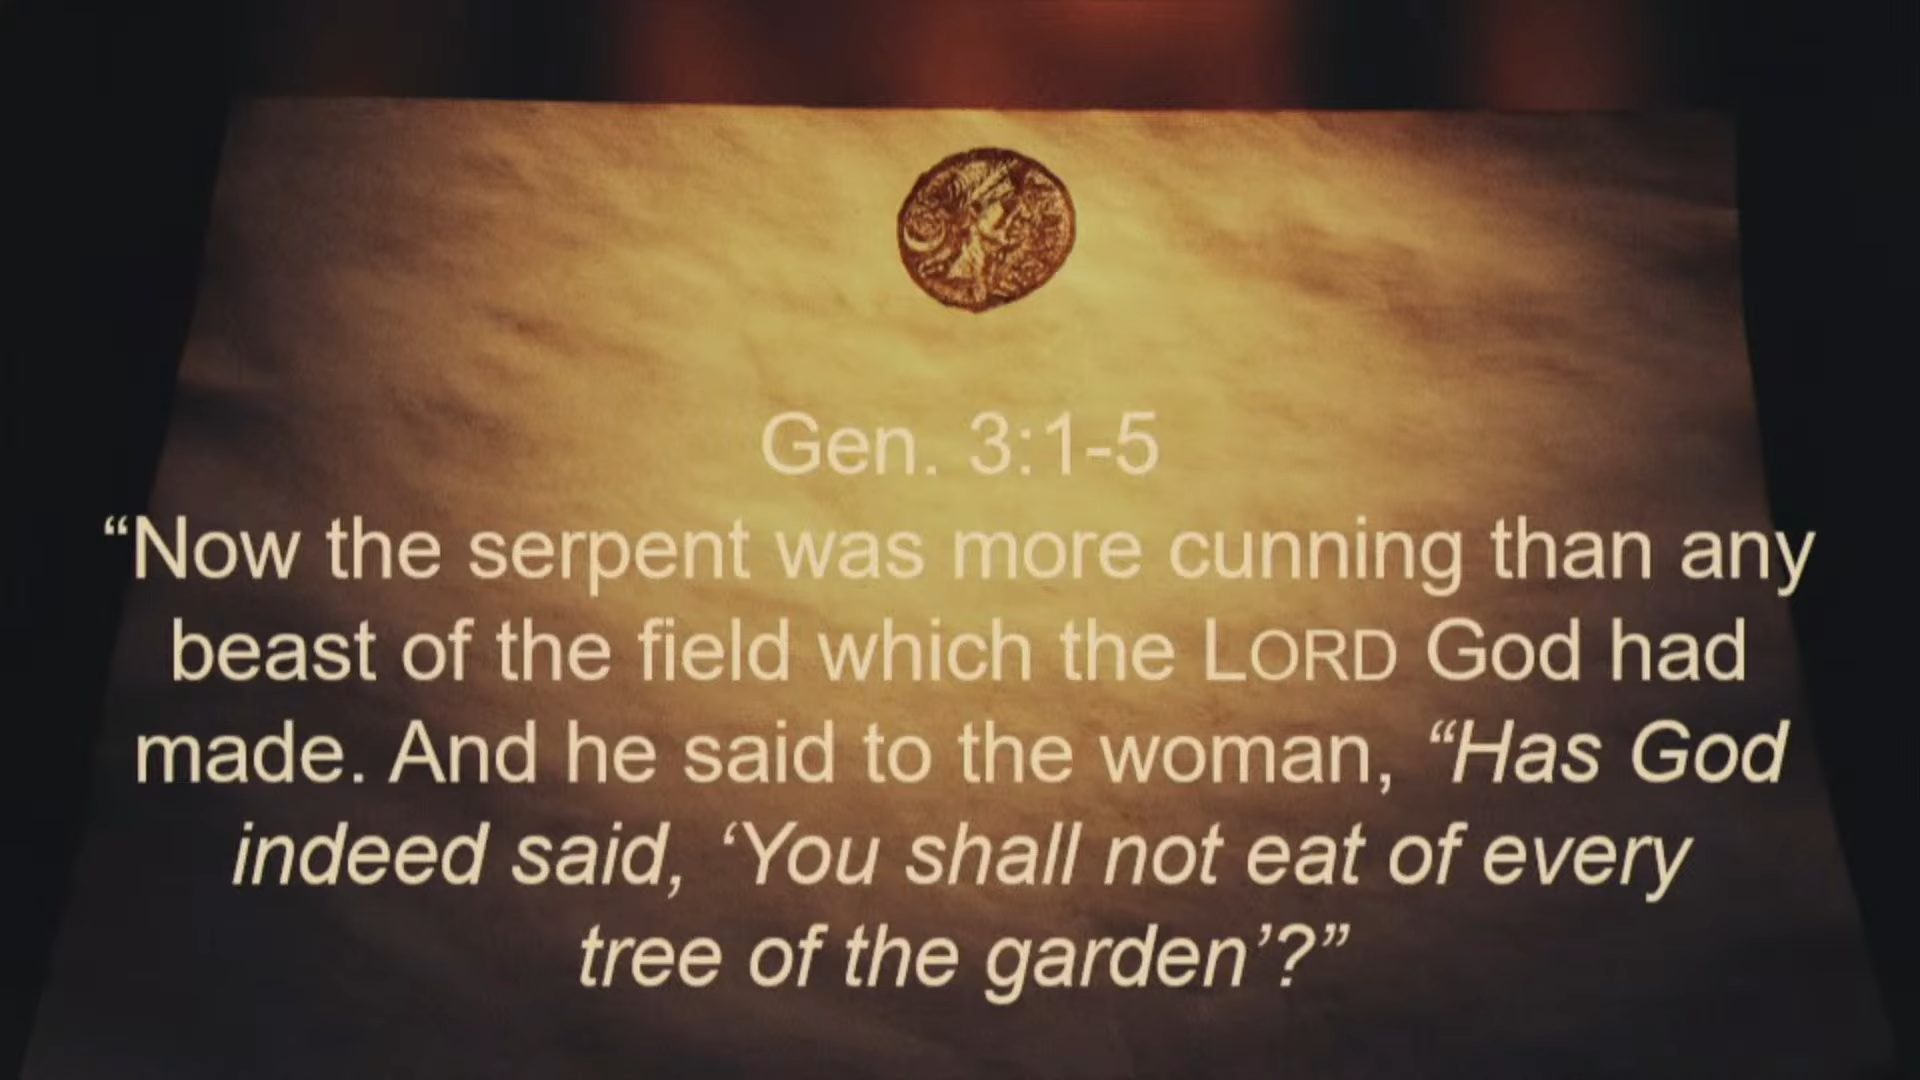 Gen. 3:1-5
“Now the serpent was more cunning than any
beast of the field which the LORD God had
made. And he said to the woman, “Has God
indeed said, ‘You shall not eat of every
tree of the garden’?”